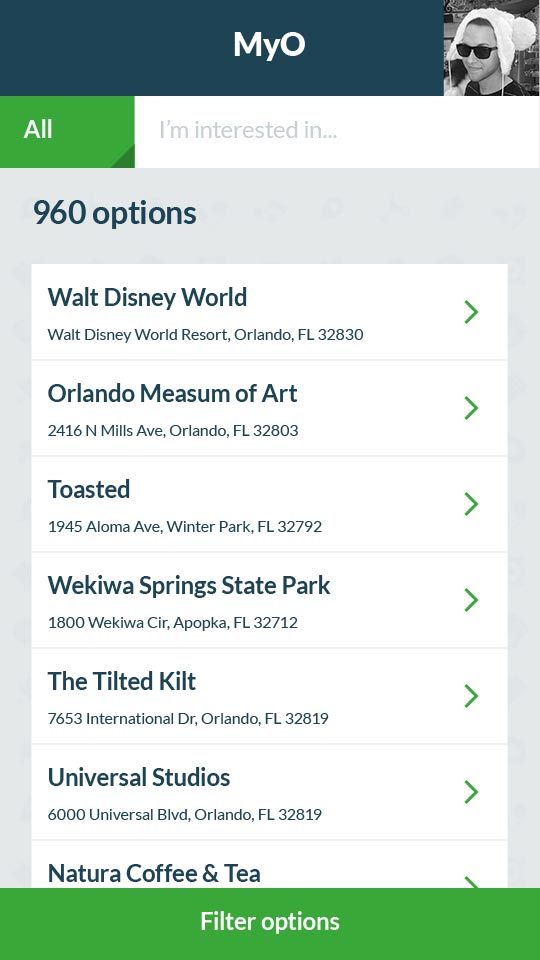 MyO
All
I'm interested in...
960 options
Walt Disney World
Walt Disney World Resort, Orlando, FL 32830
Orlando Measum of Art
2416 N Mills Ave, Orlando, FL 32803
Toasted
1945 Aloma Ave, Winter Park, FL 32792
Wekiwa Springs State Park
1800 Wekiwa Cir, Apopka, FL 32712
The Tilted Kilt
7653 International Dr, Orlando, FL 32819
Universal Studios
6000 Universal Blvd, Orlando, FL 32819
Natura Coffee & Tea
Filter options